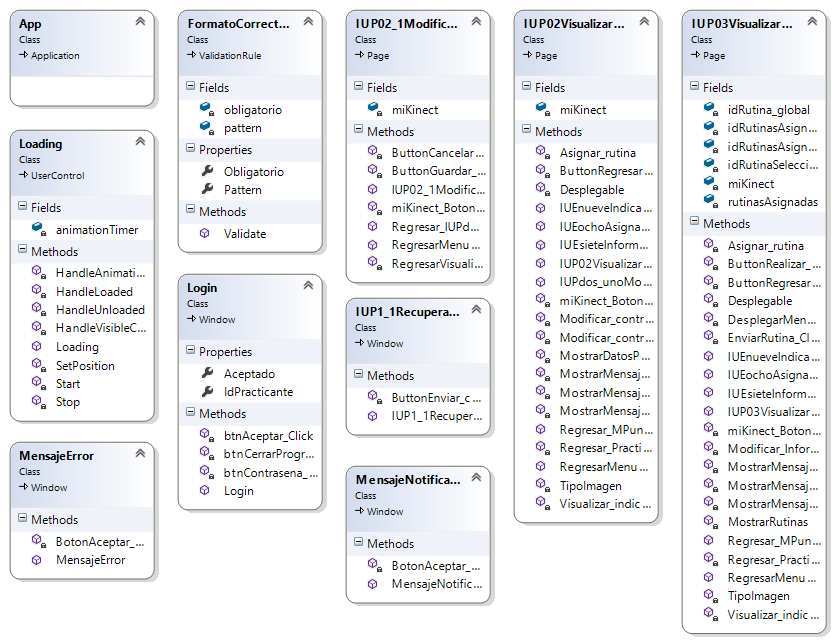 App
Class
Application
Loading
Class
UserControl
Fields
animationTimer
Methods
HandleAnimati...
HandleLoaded
HandleUnloaded
HandleVisibleC...
Loading
SetPosition
Start
Stop
MensajeError
Class
Window
Methods
BotonAceptar_...
MensajeError
FormatoCorrect...
Class
ValidationRule
Fields
obligatorio
pattern
Properties
Obligatorio
Pattern
Methods
Validate
Login
Class
Window
Properties
Aceptado
IdPracticante
Methods
btnAceptar_Click
btnCerrarProgr...
btnContrasena_...
Login
IUP02_1Modific...
Class
Page
Fields
miKinect
Methods
ButtonCancelar...
ButtonGuardar_...
IUP02_1Modific...
miKinect_Boton...
Regresar_IUPd...
RegresarMenu...
RegresarVisuali...
IUP1_1Recupera...
Class
Window
Methods
ButtonEnviar_c...
IUP1_1Recuper...
MensajeNotifica...
Class
Window
Methods
BotonAceptar_...
MensajeNotific...
IUP02Visualizar...
Class
Page
Fields
miKinect
Methods
Asignar_rutina
ButtonRegresar...
Desplegable
IUEnueveIndica...
IUEochoAsigna...
IUEsieteInform...
IUP02Visualizar...
IUPdos_unoMo...
miKinect_Boton...
Modificar_contr...
Modificar_contr...
MostrarDatosP...
MostrarMensaj...
MostrarMensaj...
MostrarMensaj...
Regresar_MPun...
Regresar_Practi...
RegresarMenu...
TipoImagen
Visualizar_indic...
IUP03Visualizar...
Class
Page
Fields
idRutina_global
idRutinasAsign...
idRutinasAsign...
idRutinaSelecci...
miKinect
rutinasAsignadas
Methods
Asignar_rutina
ButtonRealizar_...
ButtonRegresar...
Desplegable
DesplegarMen...
EnviarRutina_Cl...
IUEnueveIndica...
IUEochoAsigna...
IUEsieteInform...
IUP03Visualizar...
miKinect_Boton...
Modificar_Infor...
MostrarMensaj...
MostrarMensaj...
MostrarMensaj...
MostrarRutinas
Regresar_MPun...
Regresar_Practi...
RegresarMenu...
TipoImagen
Visualizar_indic...